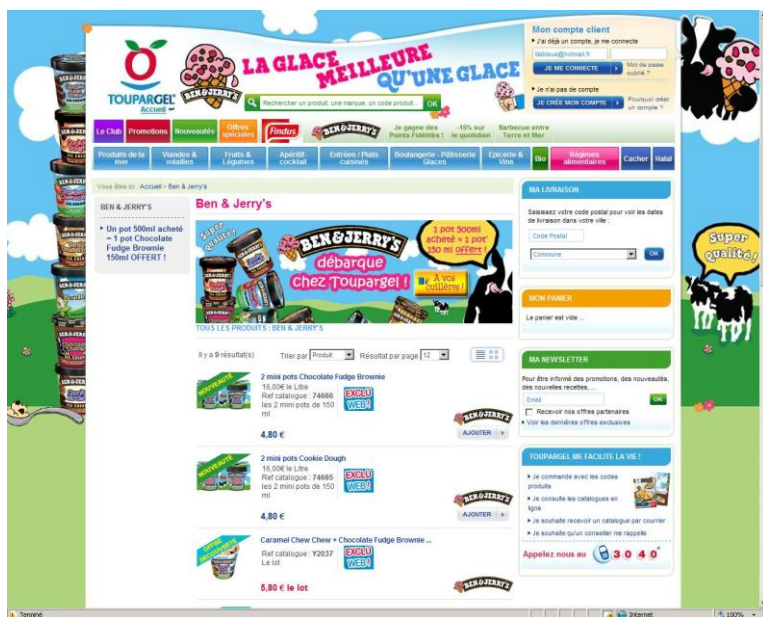 LA GLACE
MEILLEURE
QU'UNE GLACE
Mon compte client
J'ai déjà un compte, je me connecte
JE ME CONNECTE
Mot de passe
oublié ?
Je n'ai pas de compte
JE CRÉE MON COMPTE
Pourquoi créer
un compte ?
TOUPARGEL
Accueil
BEN & JERRY'S
Rechercher un produit, une marque, un code produit...
OK
Le Club
Promotions
Nouveautés
Offres
spéciales
Findus
BEN & JERRY'S
Je gagne des
Points Fidélités !
-15% sur
le quotidien
Barbecue entre
Terre et Mer
Produits de la
mer
Viandes &
volailles
Fruits &
Légumes
Apéritif-
cocktail
Entrées / Plats
cuisinés
Boulangerie - Pâtisserie
Glaces
Epicerie &
Vins
Bio
Régimes
alimentaires
Cacher
Halal
Vous êtes ici : Accueil > Ben & Jerry's
BEN & JERRY'S
Un pot 500ml acheté
= 1 pot Chocolate
Fudge Brownie
150ml OFFERT !
Ben & Jerry's
Super
Qualité !
BEN & JERRY'S
débarque
chez Toupargel !
1 pot 500ml
acheté = 1 pot
150 ml offert !
A vos
cuillères !
TOUS LES PRODUITS : BEN & JERRY'S
Il y a 9 résultat(s)
Trier par Produit
Résultat par page 12
NOUVEAUTÉ
2 mini pots Chocolate Fudge Brownie
16,00€ le Litre
Ref catalogue : 74666
les 2 mini pots de 150
ml
EXCLU
WEB !
4,80 €
BEN & JERRY'S
AJOUTER
NOUVEAUTÉ
2 mini pots Cookie Dough
16,00€ le Litre
Ref catalogue : 74665
les 2 mini pots de 150
ml
EXCLU
WEB !
4,80 €
BEN & JERRY'S
AJOUTER
OFFRE
DÉCOUVERTE
Caramel Chew Chew + Chocolate Fudge Brownie ...
Ref catalogue : Y2037
Le lot
EXCLU
WEB !
5,80 € le lot
BEN & JERRY'S
MA LIVRAISON
Saisissez votre code postal pour voir les dates
de livraison dans votre ville :
Code Postal
Commune
OK
MON PANIER
Le panier est vide ...
MA NEWSLETTER
Pour être informé des promotions, des nouveautés,
des nouvelles recettes, ...
Email
OK
Recevoir nos offres partenaires
Voir les dernières offres exclusives
TOUPARGEL ME FACILITE LA VIE !
Je commande avec les codes
produits
Je consulte les catalogues en
ligne
Je souhaite recevoir un catalogue par courrier
Je souhaite qu'un conseiller me rappelle
Appelez nous au 3040
Super
Qualité !
Terminé
Internet
100%